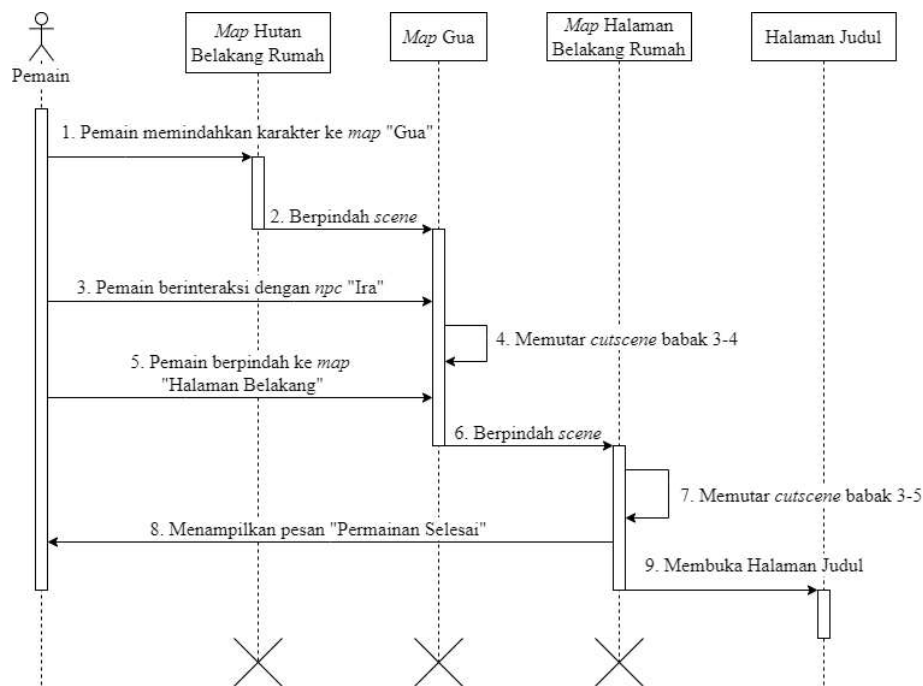 Pemain
Map Hutan
Belakang Rumah
Map Gua
Map Halaman
Belakang Rumah
Halaman Judul
1. Pemain memindahkan karakter ke map "Gua"
2. Berpindah scene
3. Pemain berinteraksi dengan npc "Ira"
4. Memutar cutscene babak 3-4
5. Pemain berpindah ke map
"Halaman Belakang"
6. Berpindah scene
7. Memutar cutscene babak 3-5
8. Menampilkan pesan "Permainan Selesai"
9. Membuka Halaman Judul